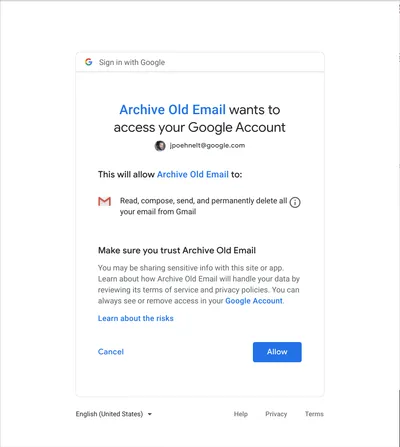 Sign in with Google
Archive Old Email wants to
access your Google Account
jpoehnelt@google.com
This will allow Archive Old Email to:
Read, compose, send, and permanently delete all
your email from Gmail
Make sure you trust Archive Old Email
You may be sharing sensitive info with this site or app.
Learn about how Archive Old Email will handle your data by
reviewing its terms of service and privacy policies. You can
always see or remove access in your Google Account.
Learn about the risks
Cancel
Allow
English (United States)
Help
Privacy
Terms